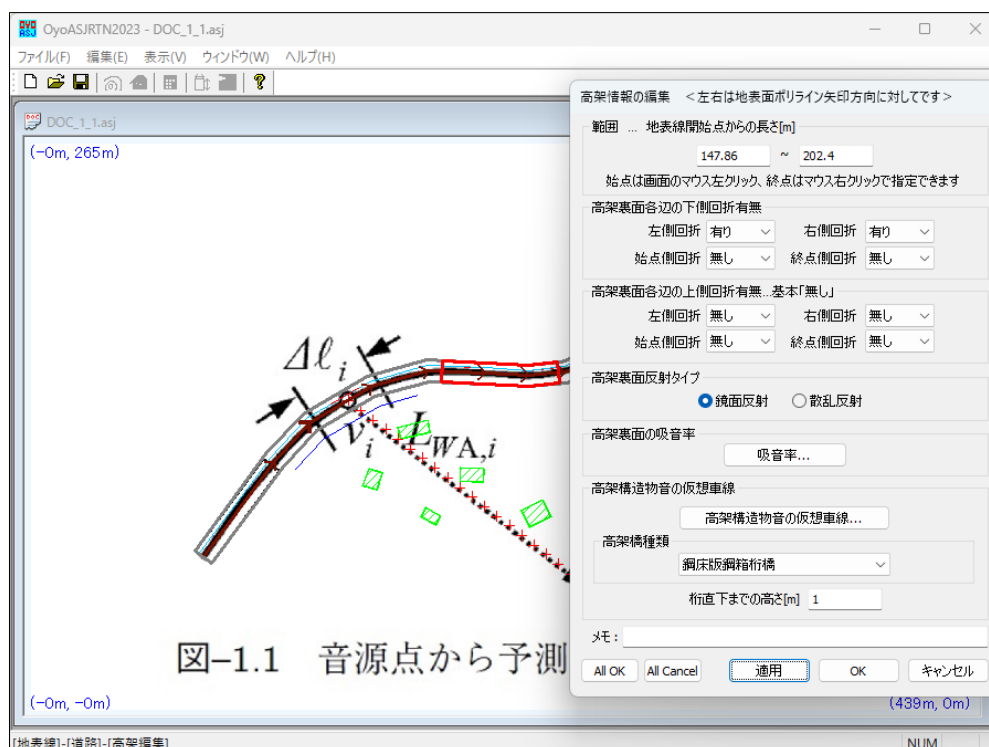 OyoASJRTN2023 - DOC_1_1.asj
ファイル(F) 編集(E) 表示(V) ウィンドウ(W) ヘルプ(H)
DOC_1_1.asj
(-0m, 265m)
Δℓ i
ν i
L WA,i
図-1.1 音源点から予測
(-0m, -0m)
(439m, 0m)
[地表線]-[道路]-[高架編集]
NUM
高架情報の編集 <左右は地表面ポリライン矢印方向に対してです>
範囲 ... 地表線開始点からの長さ[m]
147.86 ~ 202.4
始点は画面のマウス左クリック、終点はマウス右クリックで指定できます
高架裏面各辺の下側回折有無
左側回折 有り 右側回折 有り
始点側回折 無し 終点側回折 無し
高架裏面各辺の上側回折有無...基本「無し」
左側回折 無し 右側回折 無し
始点側回折 無し 終点側回折 無し
高架裏面反射タイプ
鏡面反射 散乱反射
高架裏面の吸音率
吸音率...
高架構造物音の仮想車線
高架構造物音の仮想車線...
高架橋種類
鋼床版鋼箱桁橋
桁直下までの高さ[m] 1
メモ:
All OK All Cancel 適用 OK キャンセル